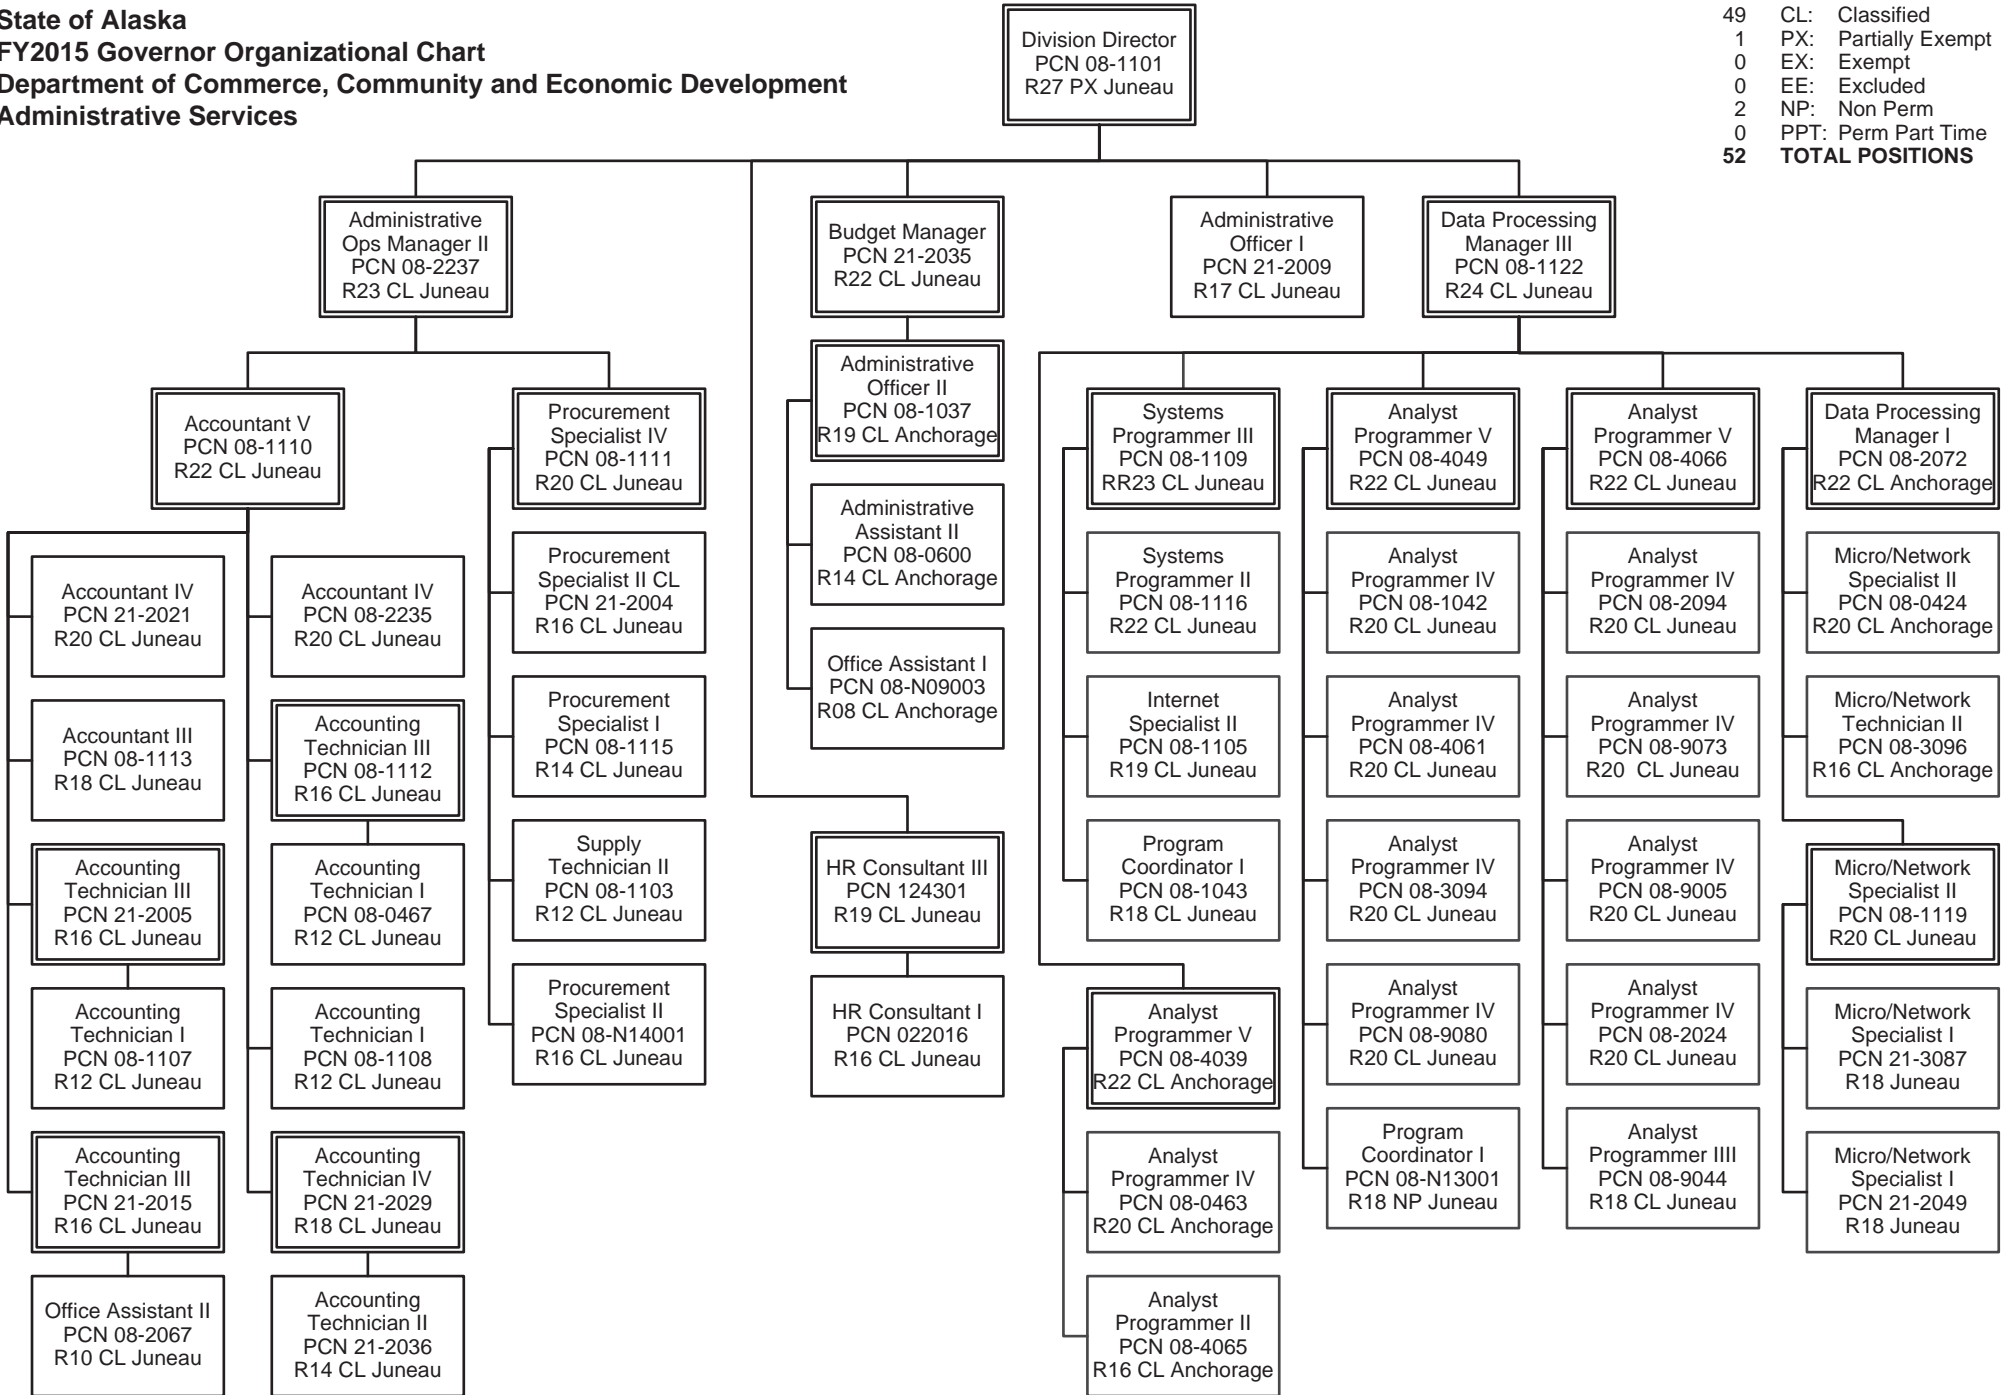 State of Alaska
FY2015 Governor Organizational Chart
Department of Commerce, Community and Economic Development
Administrative Services
49 CL: Classified
1 PX: Partially Exempt
0 EX: Exempt
0 EE: Excluded
2 NP: Non Perm
0 PPT: Perm Part Time
52 TOTAL POSITIONS
Division Director
PCN 08-1101
R27 PX Juneau
Administrative
Ops Manager II
PCN 08-2237
R23 CL Juneau
Budget Manager
PCN 21-2035
R22 CL Juneau
Administrative
Officer I
PCN 21-2009
R17 CL Juneau
Data Processing
Manager III
PCN 08-1122
R24 CL Juneau
Accountant V
PCN 08-1110
R22 CL Juneau
Accountant IV
PCN 21-2021
R20 CL Juneau
Accountant III
PCN 08-1113
R18 CL Juneau
Accounting
Technician III
PCN 21-2005
R16 CL Juneau
Accounting
Technician I
PCN 08-1107
R12 CL Juneau
Accounting
Technician III
PCN 21-2015
R16 CL Juneau
Office Assistant II
PCN 08-2067
R10 CL Juneau
Accountant IV
PCN 08-2235
R20 CL Juneau
Accounting
Technician III
PCN 08-1112
R16 CL Juneau
Accounting
Technician I
PCN 08-0467
R12 CL Juneau
Accounting
Technician I
PCN 08-1108
R12 CL Juneau
Accounting
Technician IV
PCN 21-2029
R18 CL Juneau
Accounting
Technician II
PCN 21-2036
R14 CL Juneau
Procurement
Specialist IV
PCN 08-1111
R20 CL Juneau
Procurement
Specialist II CL
PCN 21-2004
R16 CL Juneau
Procurement
Specialist I
PCN 08-1115
R14 CL Juneau
Supply
Technician II
PCN 08-1103
R12 CL Juneau
Procurement
Specialist II
PCN 08-N14001
R16 CL Juneau
Administrative
Officer II
PCN 08-1037
R19 CL Anchorage
Administrative
Assistant II
PCN 08-0600
R14 CL Anchorage
Office Assistant I
PCN 08-N09003
R08 CL Anchorage
HR Consultant III
PCN 124301
R19 CL Juneau
HR Consultant I
PCN 022016
R16 CL Juneau
Systems
Programmer III
PCN 08-1109
RR23 CL Juneau
Systems
Programmer II
PCN 08-1116
R22 CL Juneau
Internet
Specialist II
PCN 08-1105
R19 CL Juneau
Program
Coordinator I
PCN 08-1043
R18 CL Juneau
Analyst
Programmer V
PCN 08-4039
R22 CL Anchorage
Analyst
Programmer IV
PCN 08-0463
R20 CL Anchorage
Analyst
Programmer II
PCN 08-4065
R16 CL Anchorage
Analyst
Programmer V
PCN 08-4049
R22 CL Juneau
Analyst
Programmer IV
PCN 08-1042
R20 CL Juneau
Analyst
Programmer IV
PCN 08-4061
R20 CL Juneau
Analyst
Programmer IV
PCN 08-3094
R20 CL Juneau
Analyst
Programmer IV
PCN 08-9080
R20 CL Juneau
Program
Coordinator I
PCN 08-N13001
R18 NP Juneau
Analyst
Programmer V
PCN 08-4066
R22 CL Juneau
Analyst
Programmer IV
PCN 08-2094
R20 CL Juneau
Analyst
Programmer IV
PCN 08-9073
R20 CL Juneau
Analyst
Programmer IV
PCN 08-9005
R20 CL Juneau
Analyst
Programmer IV
PCN 08-2024
R20 CL Juneau
Analyst
Programmer IIII
PCN 08-9044
R18 CL Juneau
Data Processing
Manager I
PCN 08-2072
R22 CL Anchorage
Micro/Network
Specialist II
PCN 08-0424
R20 CL Anchorage
Micro/Network
Technician II
PCN 08-3096
R16 CL Anchorage
Micro/Network
Specialist II
PCN 08-1119
R20 CL Juneau
Micro/Network
Specialist I
PCN 21-3087
R18 Juneau
Micro/Network
Specialist I
PCN 21-2049
R18 Juneau